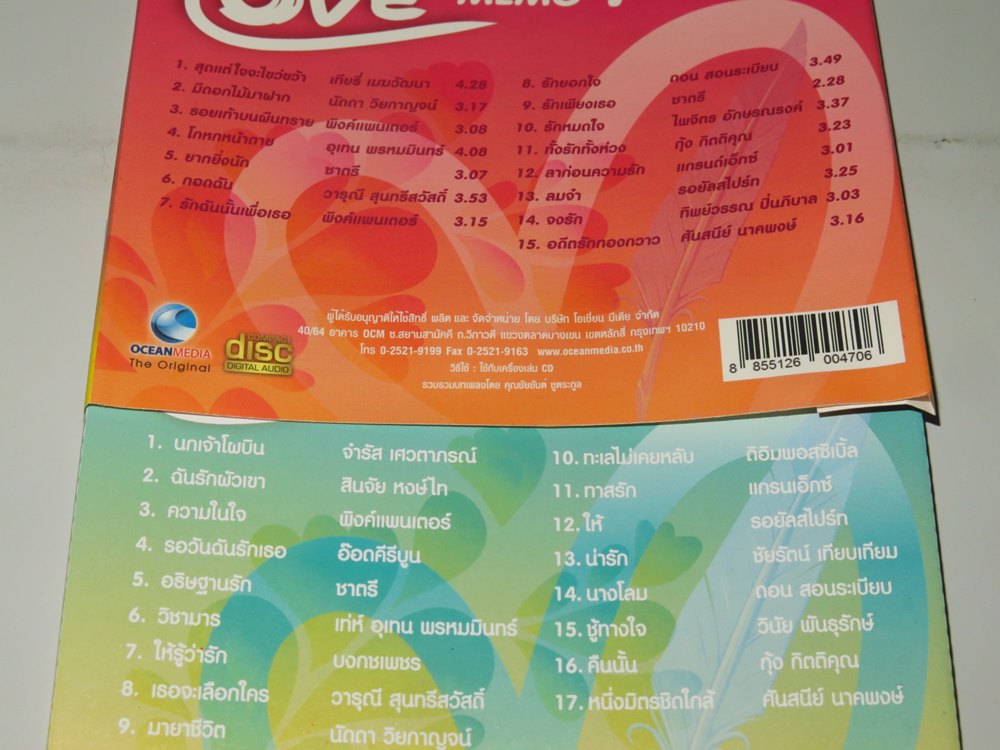 1. สุดแต่ใจจะไขว่ขว้า เทียรี่ เมฆวัฒนา 4.28
2. มีดอกไม้มาฝาก นัดดา วิยกาญจน์ 3.17
3. รอยเท้าบนผืนทราย พิงค์แพนเตอร์ 3.08
4. โกหกหน้าตาย อุเทน พรหมมินทร์ 4.08
5. ยากยิ่งนัก ชาตรี 3.07
6. กอดฉัน วารุณี สุนทรีสวัสดิ์ 3.53
7. รักฉันนั้นเพื่อเธอ พิงค์แพนเตอร์ 3.15
8. รักยอกใจ ดอน สอนระเบียบ 3.49
9. รักเพียงเธอ ชาตรี 2.28
10. รักหมดใจ ไพจิตร อักษรณรงค์ 3.37
11. ทั้งรักทั้งห่วง กุ้ง กิตติคุณ 3.23
12. ลาก่อนความรัก แกรนด์เอ็กซ์ 3.01
13. ลมจ๋า รอยัลสไปร์ท 3.25
14. จงรัก ทิพย์วรรณ ปิ่นภิบาล 3.03
15. อดีตรักทองกวาว ศันสนีย์ นาคพงษ์ 3.16
OCEANMEDIA
The Original
COMPACT
disc
DIGITAL AUDIO
ผู้ได้รับอนุญาติให้ใช้สิทธิ์ ผลิต และ จัดจำหน่าย โดย บริษัท โอเชี่ยน มีเดีย จำกัด
40/64 อาคาร OCM ซ.สยามสามัคคี ถ.วิภาวดี แขวงตลาดบางเขน เขตหลักสี่ กรุงเทพฯ 10210
โทร 0-2521-9199 Fax 0-2521-9163 www.oceanmedia.co.th
วิธีใช้ : ใช้กับเครื่องเล่น CD
รวบรวมบทเพลงโดย คุณชัยยันต์ ชูตระกูล
8 855126 004706
1. นกเจ้าโผบิน จำรัส เศวตาภรณ์
2. ฉันรักผัวเขา สินจัย หงษ์ไท
3. ความในใจ พิงค์แพนเตอร์
4. รอวันฉันรักเธอ อ๊อดคีรีบูน
5. อธิษฐานรัก ชาตรี
6. วิชามาร เท่ห์ อุเทน พรหมมินทร์
7. ให้รู้ว่ารัก บงกชเพชร
8. เธอจะเลือกใคร วารุณี สุนทรีสวัสดิ์
9. มายาชีวิต นัดดา วิยกาญจน์
10. ทะเลไม่เคยหลับ ดิอิมพอสซิเบิ้ล
11. ทาสรัก แกรนเอ็กซ์
12. ให้ รอยัลสไปร์ท
13. น่ารัก ชัยรัตน์ เทียบเทียม
14. นางโลม ดอน สอนระเบียบ
15. ชู้ทางใจ วินัย พันธุรักษ์
16. คืนนั้น กุ้ง กิตติคุณ
17. หนึ่งมิตรชิดใกล้ ศันสนีย์ นาคพงษ์